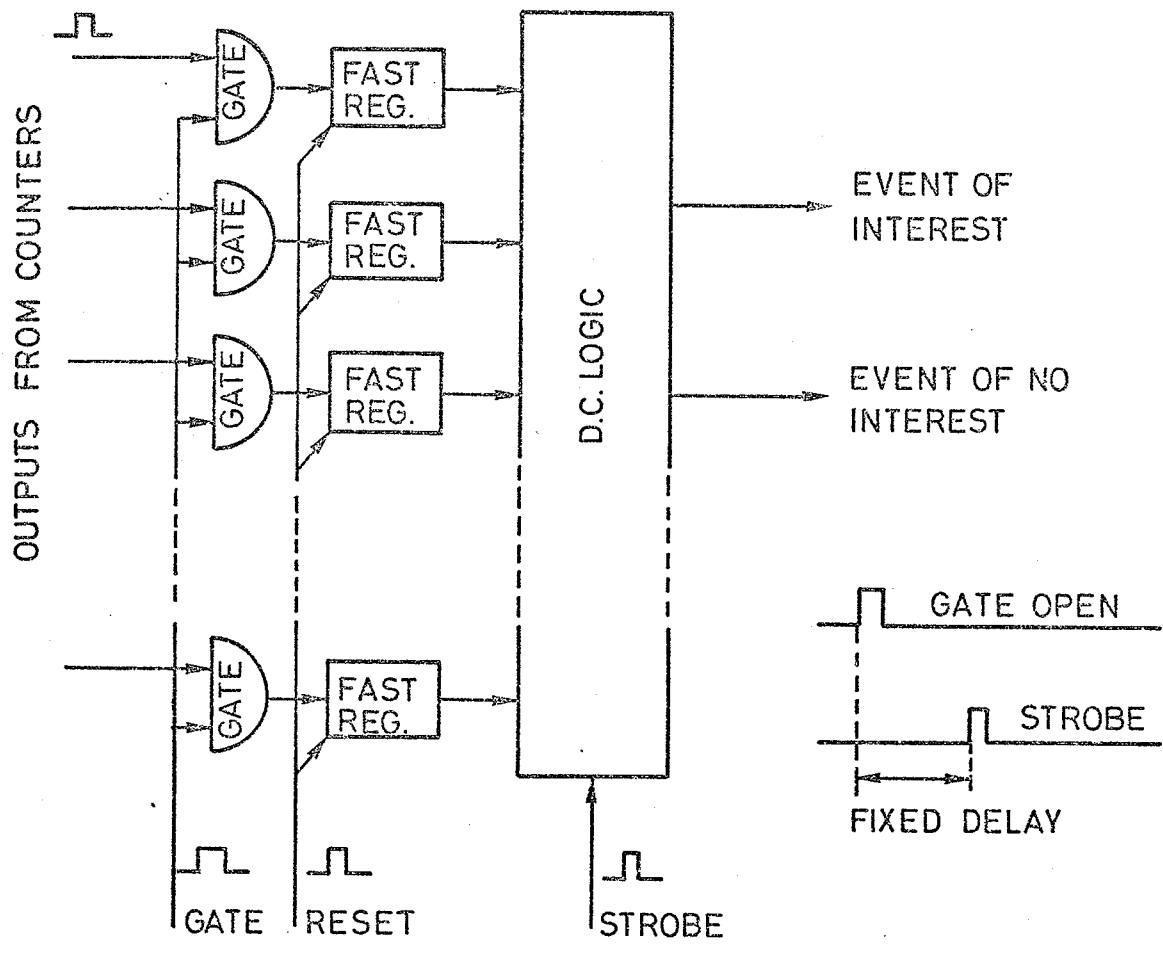 OUTPUTS FROM COUNTERS
GATE
FAST
REG.
GATE
FAST
REG.
GATE
FAST
REG.
GATE
FAST
REG.
D.C. LOGIC
EVENT OF
INTEREST
EVENT OF NO
INTEREST
GATE OPEN
STROBE
FIXED DELAY
GATE
RESET
STROBE